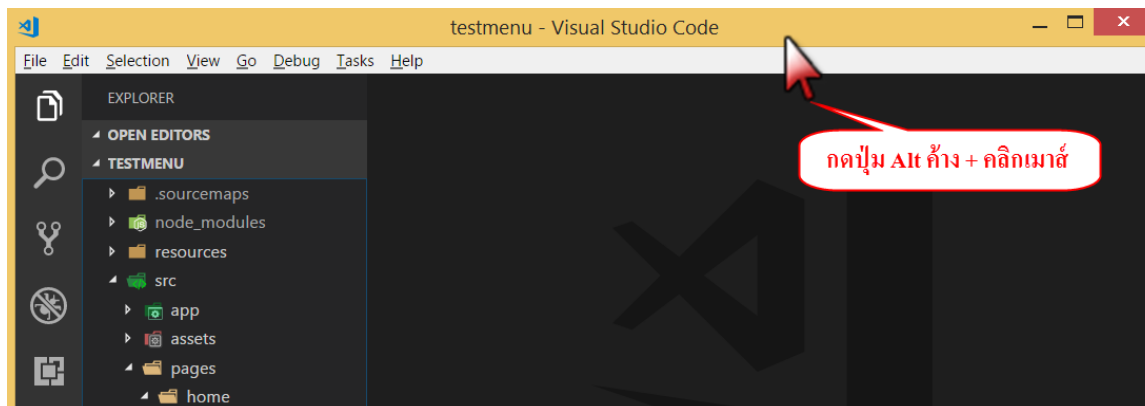 testmenu - Visual Studio Code
File Edit Selection View Go Debug Tasks Help
EXPLORER
OPEN EDITORS
TESTMENU
.sourcemaps
node_modules
resources
src
app
assets
pages
home
กดปุ่ม Alt ค้าง + คลิกเมาส์